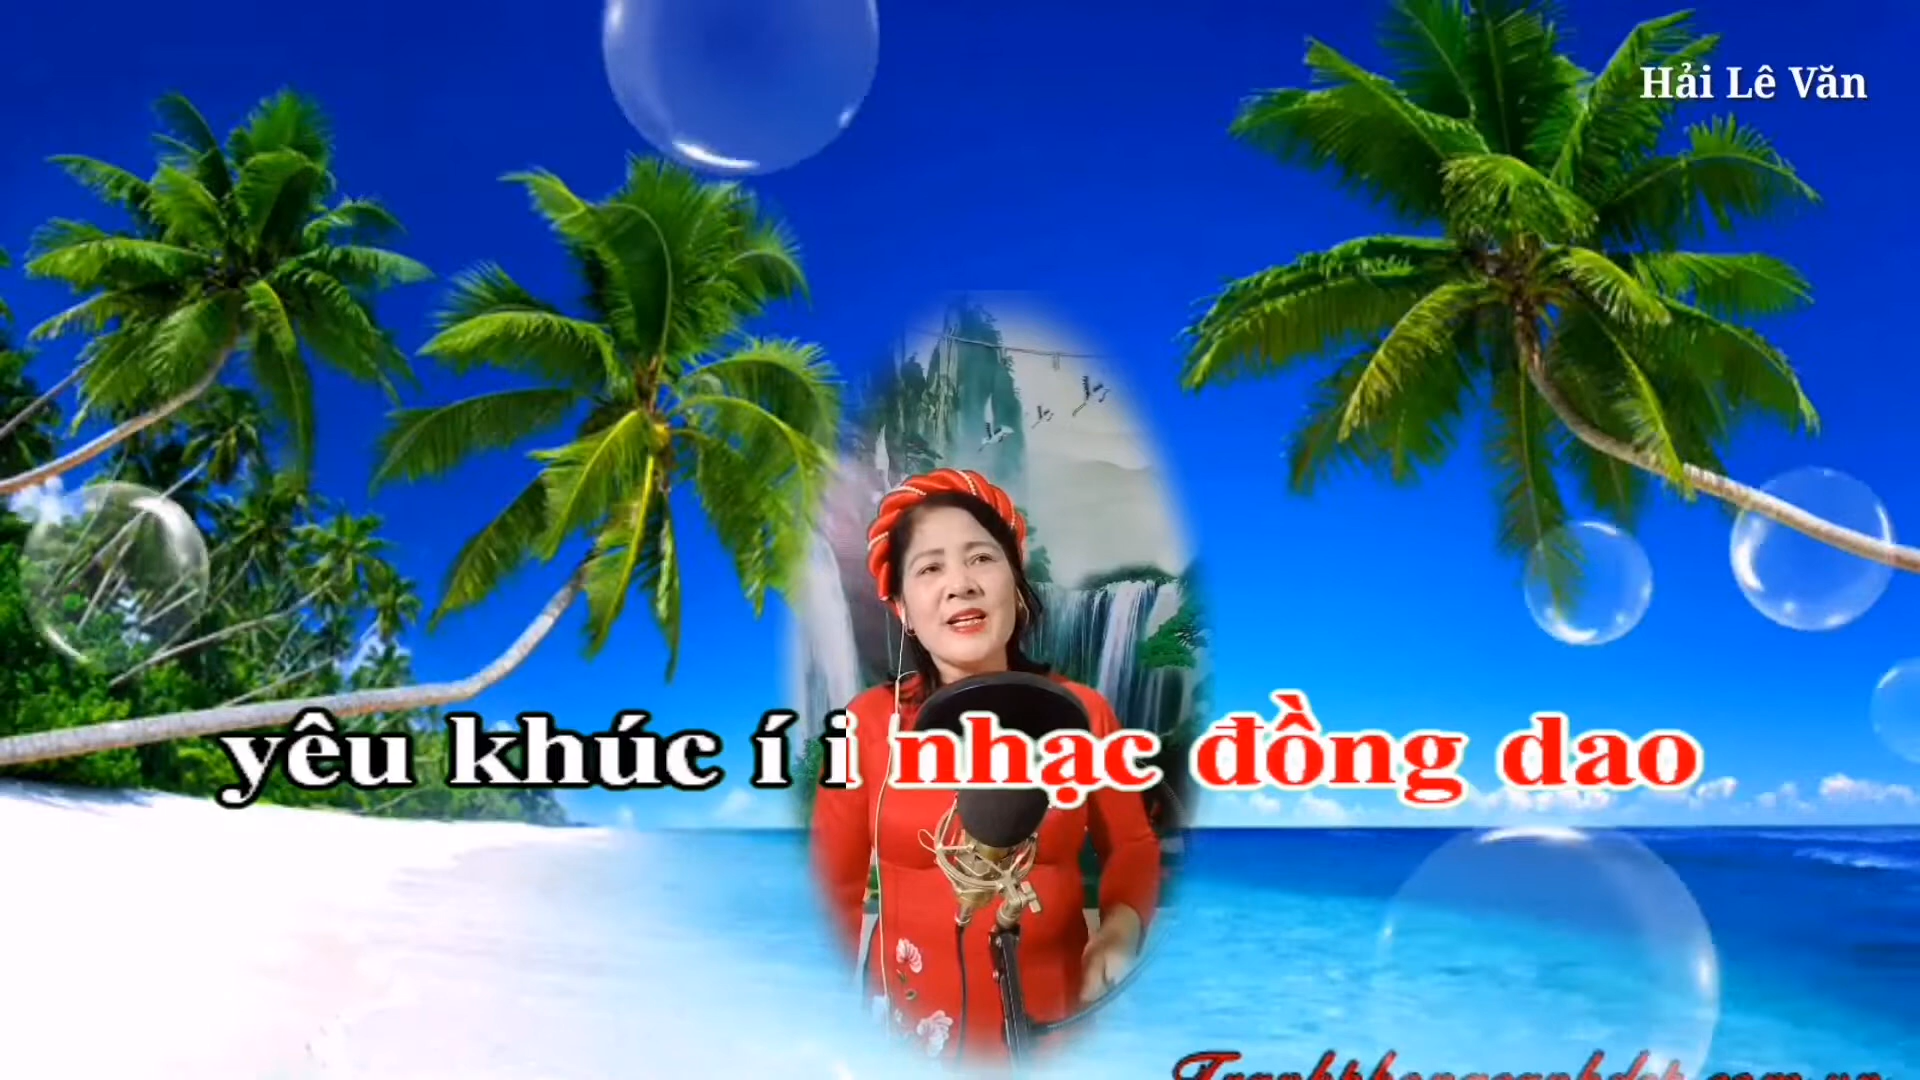 Hải Lê Văn
yêu khúc í i nhạc đồng dao